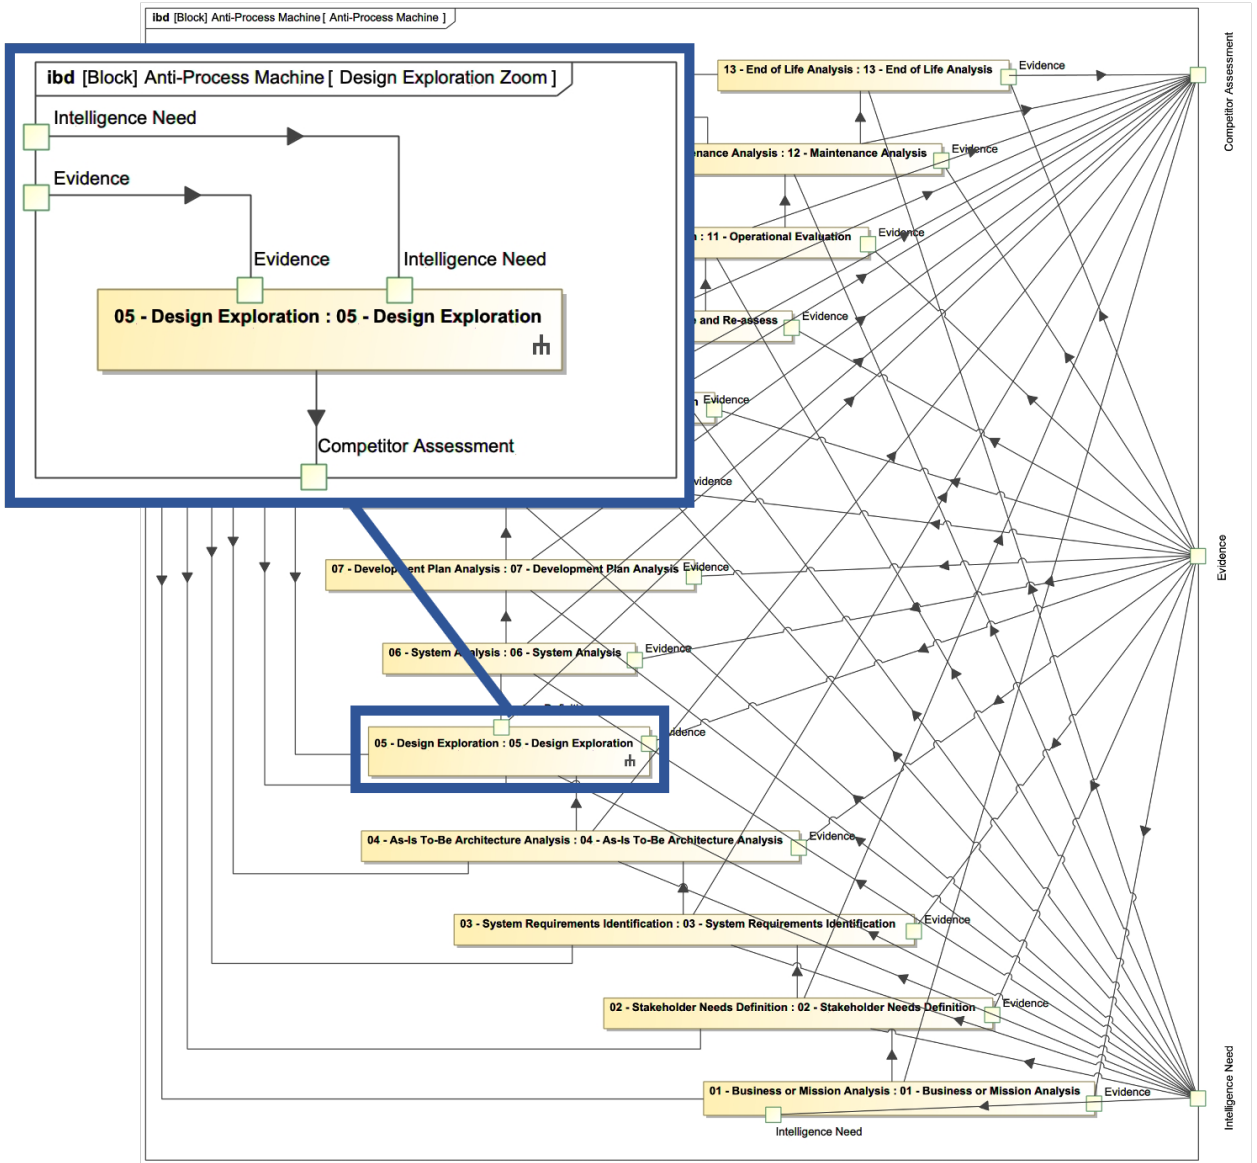 ibd [Block] Anti-Process Machine [ Anti-Process Machine ]
ibd [Block] Anti-Process Machine [ Design Exploration Zoom ]
Intelligence Need
Evidence
Evidence
Intelligence Need
05 - Design Exploration : 05 - Design Exploration
Competitor Assessment
13 - End of Life Analysis : 13 - End of Life Analysis
Evidence
Competitor Assessment
Analysis : 12 - Maintenance Analysis
Evidence
: 11 - Operational Evaluation
Evidence
and Re-assess
Evidence
Evidence
07 - Development Plan Analysis : 07 - Development Plan Analysis
Evidence
Evidence
06 - System Analysis : 06 - System Analysis
Evidence
05 - Design Exploration : 05 - Design Exploration
04 - As-Is To-Be Architecture Analysis : 04 - As-Is To-Be Architecture Analysis
Evidence
03 - System Requirements Identification : 03 - System Requirements Identification
Evidence
02 - Stakeholder Needs Definition : 02 - Stakeholder Needs Definition
Evidence
01 - Business or Mission Analysis : 01 - Business or Mission Analysis
Evidence
Intelligence Need
Intelligence Need